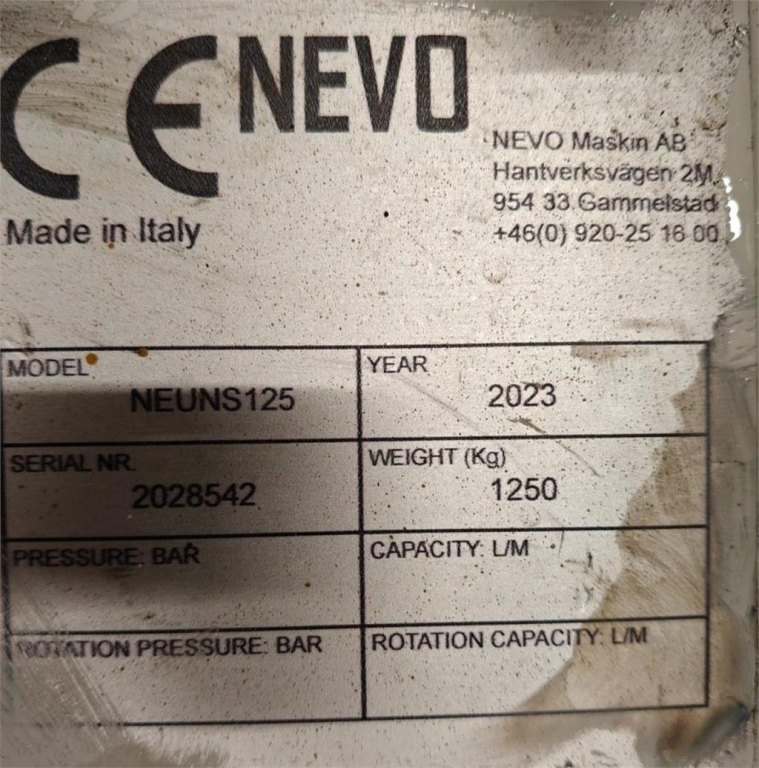 CE NEVO
NEVO Maskin AB
Hantverksvägen 2M
954 33 Gammelstad
+46(0) 920-25 16 00
Made in Italy
MODEL
NEUNS125
YEAR
2023
SERIAL NR.
2028542
WEIGHT (Kg)
1250
PRESSURE: BAR
CAPACITY: L/M
ROTATION PRESSURE: BAR
ROTATION CAPACITY: L/M